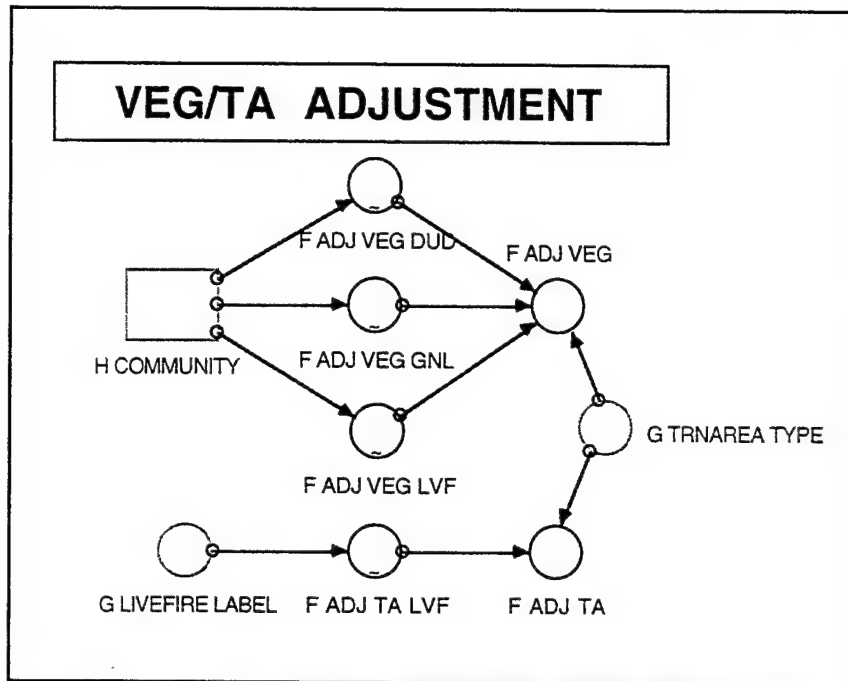 VEG/TA ADJUSTMENT
F ADJ VEG DUD
F ADJ VEG
H COMMUNITY
F ADJ VEG GNL
G TRNAREA TYPE
F ADJ VEG LVF
G LIVEFIRE LABEL
F ADJ TA LVF
F ADJ TA
~
~
~
~